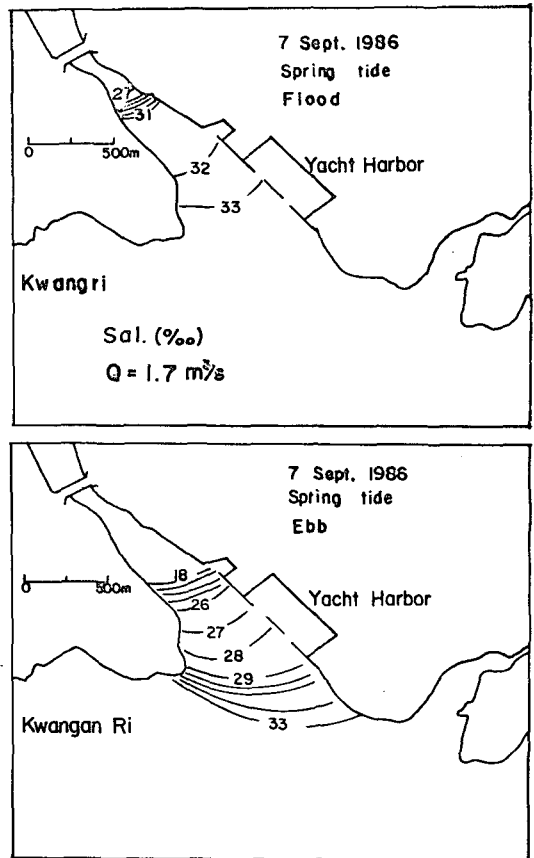 7 Sept. 1986
Spring tide
Flood
27
31
0 500m
32
33
Yacht Harbor
Kwangri
Sal. (‰)
Q = 1.7 m³/s
7 Sept. 1986
Spring tide
Ebb
18
0 500m
26
Yacht Harbor
27
28
29
33
Kwangan Ri